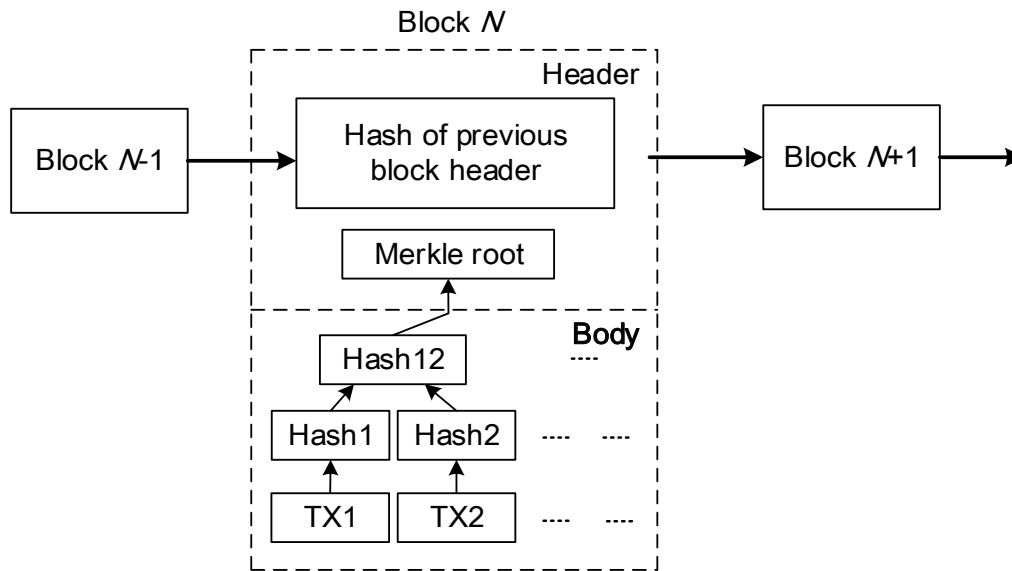 Block N
Header
Block N-1
Hash of previous
block header
Block N+1
Merkle root
Body
Hash12
Hash1
Hash2
TX1
TX2